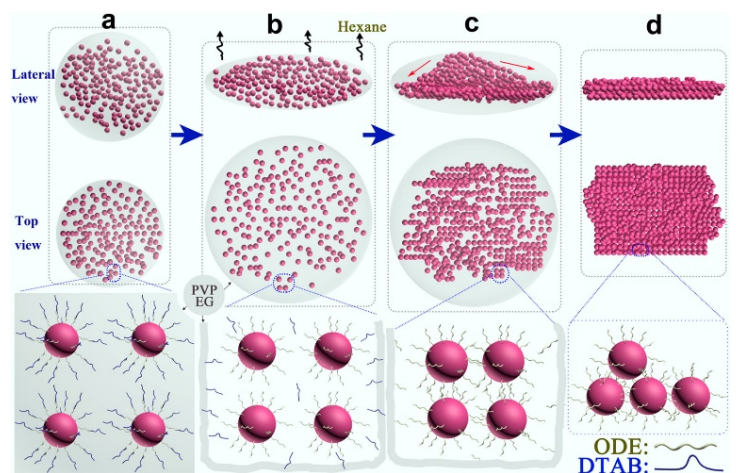 a
b
c
d
Hexane
Lateral
view
Top
view
PVP
EG
ODE:
DTAB: